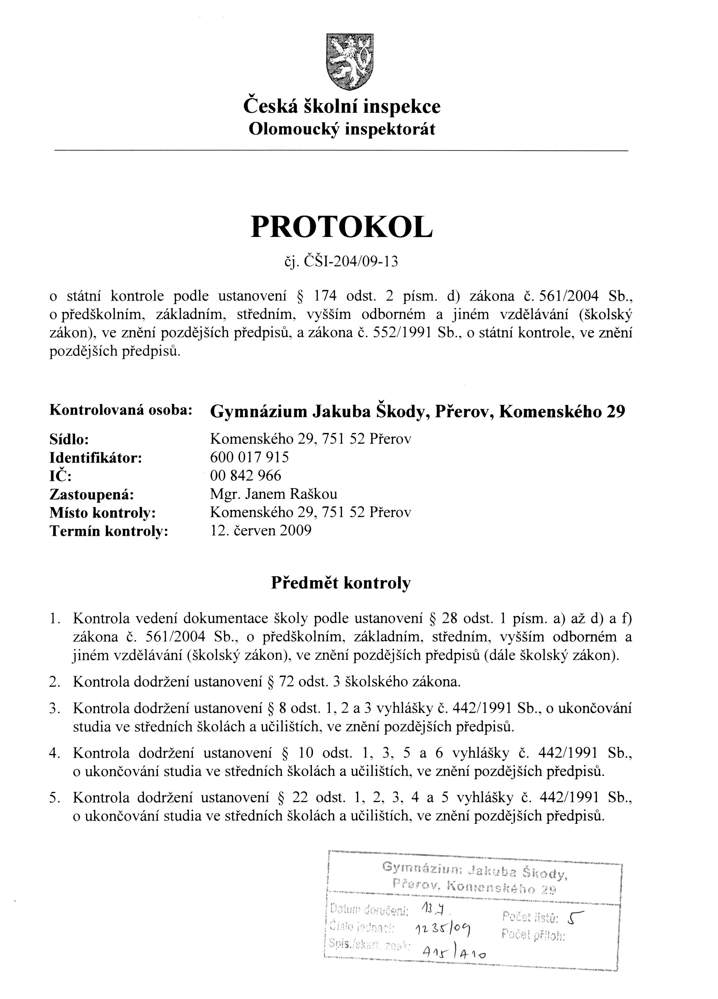 Česká školní inspekce
Olomoucký inspektorát
PROTOKOL
čj. ČŠI-204/09-13
o státní kontrole podle ustanovení § 174 odst. 2 písm. d) zákona č. 561/2004 Sb.,
o předškolním, základním, středním, vyšším odborném a jiném vzdělávání (školský
zákon), ve znění pozdějších předpisů, a zákona č. 552/1991 Sb., o státní kontrole, ve znění
pozdějších předpisů.
Kontrolovaná osoba: Gymnázium Jakuba Škody, Přerov, Komenského 29
Sídlo: Komenského 29, 751 52 Přerov
Identifikátor: 600 017 915
IČ: 00 842 966
Zastoupená: Mgr. Janem Raškou
Místo kontroly: Komenského 29, 751 52 Přerov
Termín kontroly: 12. červen 2009
Předmět kontroly
1. Kontrola vedení dokumentace školy podle ustanovení § 28 odst. 1 písm. a) až d) a f)
zákona č. 561/2004 Sb., o předškolním, základním, středním, vyšším odborném a
jiném vzdělávání (školský zákon), ve znění pozdějších předpisů (dále školský zákon).
2. Kontrola dodržení ustanovení § 72 odst. 3 školského zákona.
3. Kontrola dodržení ustanovení § 8 odst. 1, 2 a 3 vyhlášky č. 442/1991 Sb., o ukončování
studia ve středních školách a učilištích, ve znění pozdějších předpisů.
4. Kontrola dodržení ustanovení § 10 odst. 1, 3, 5 a 6 vyhlášky č. 442/1991 Sb.,
o ukončování studia ve středních školách a učilištích, ve znění pozdějších předpisů.
5. Kontrola dodržení ustanovení § 22 odst. 1, 2, 3, 4 a 5 vyhlášky č. 442/1991 Sb.,
o ukončování studia ve středních školách a učilištích, ve znění pozdějších předpisů.
Gymnázium Jakuba Škody,
Přerov, Komenského 29
Datum doručení: 13.7. Počet listů: 5
Číslo jednací: 1235/09 Počet příloh:
Spis./skart. znak: A15/A10